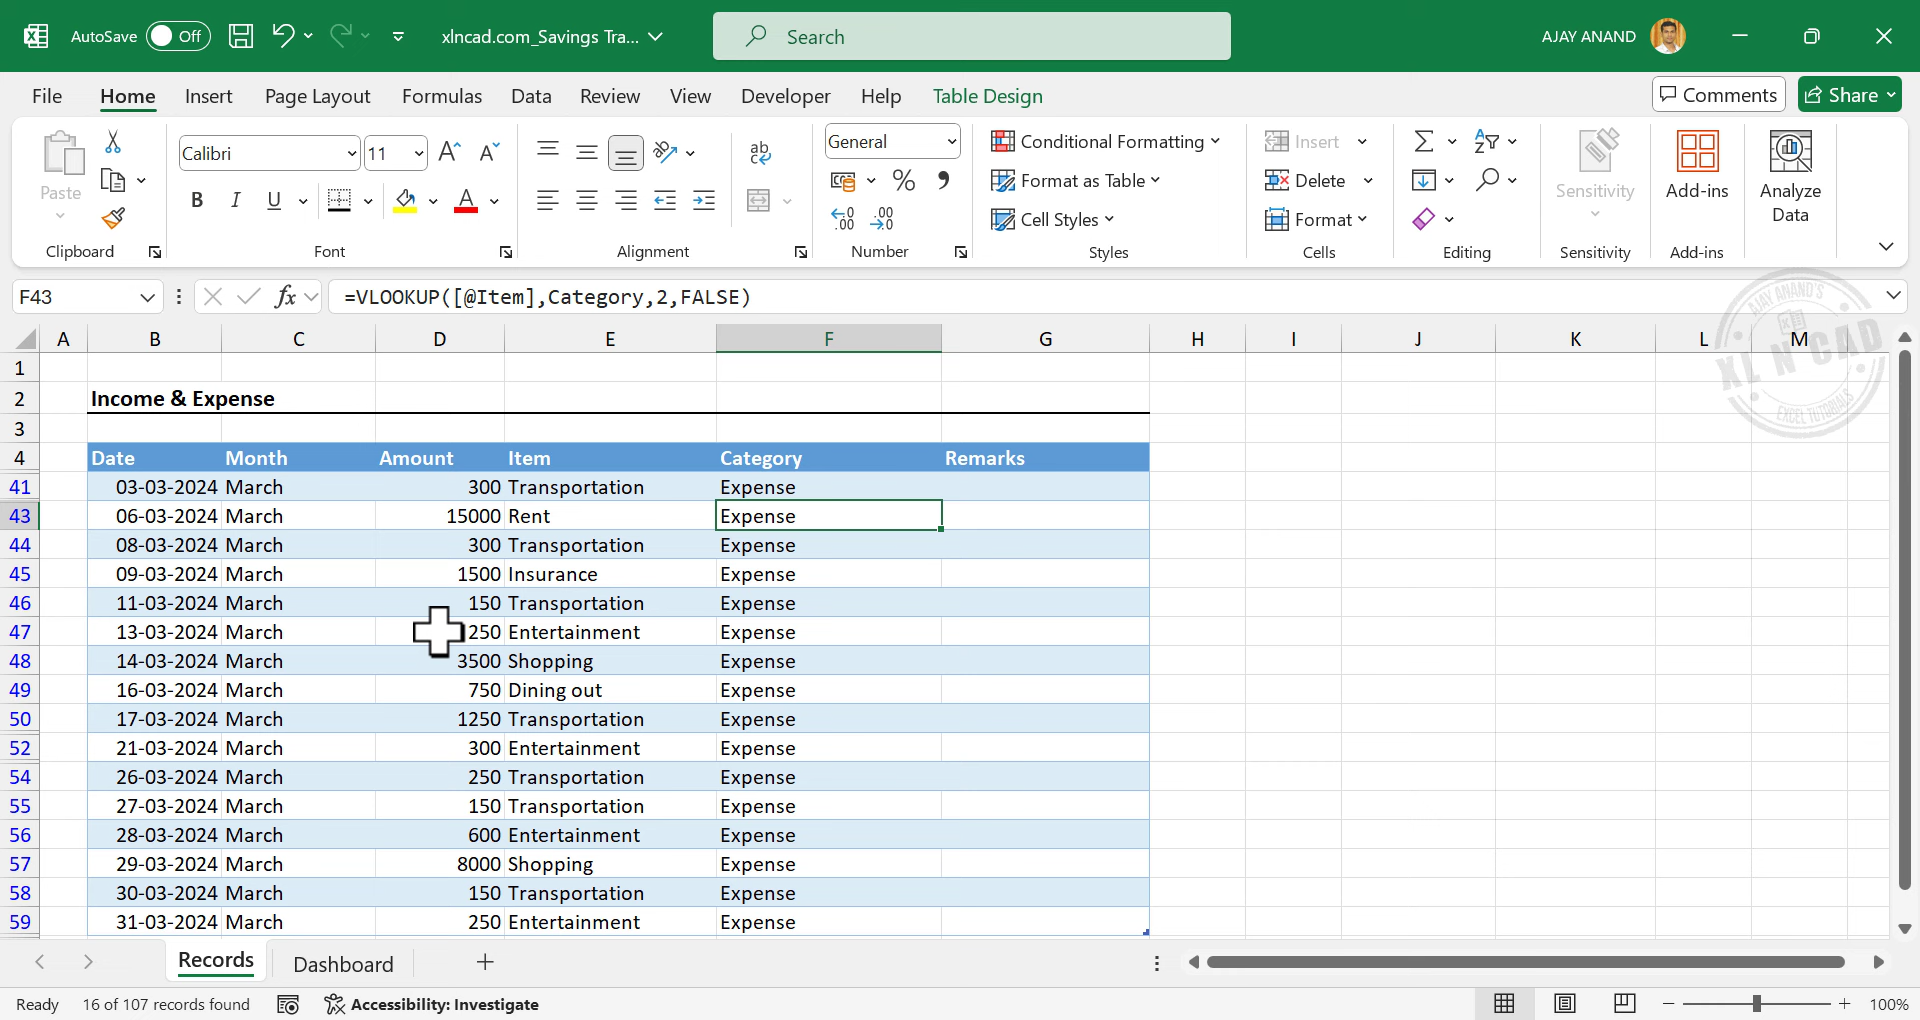 AutoSave Off xlncad.com_Savings Tra... Search AJAY ANAND
File Home Insert Page Layout Formulas Data Review View Developer Help Table Design Comments Share
Paste Calibri 11 A A ab General Conditional Formatting Insert
B I U A % Format as Table Delete Sensitivity Add-ins Analyze Data
.00 .00 Cell Styles Format
Clipboard Font Alignment Number Styles Cells Editing Sensitivity Add-ins
F43 fx =VLOOKUP([@Item],Category,2,FALSE)
AJAY ANAND'S
XL N CAD
EXCEL TUTORIALS
A B C D E F G H I J K L M
1
2 Income & Expense
3
4 Date Month Amount Item Category Remarks
41 03-03-2024 March 300 Transportation Expense
43 06-03-2024 March 15000 Rent Expense
44 08-03-2024 March 300 Transportation Expense
45 09-03-2024 March 1500 Insurance Expense
46 11-03-2024 March 150 Transportation Expense
47 13-03-2024 March 250 Entertainment Expense
48 14-03-2024 March 3500 Shopping Expense
49 16-03-2024 March 750 Dining out Expense
50 17-03-2024 March 1250 Transportation Expense
52 21-03-2024 March 300 Entertainment Expense
54 26-03-2024 March 250 Transportation Expense
55 27-03-2024 March 150 Transportation Expense
56 28-03-2024 March 600 Entertainment Expense
57 29-03-2024 March 8000 Shopping Expense
58 30-03-2024 March 150 Transportation Expense
59 31-03-2024 March 250 Entertainment Expense
Records Dashboard
Ready 16 of 107 records found Accessibility: Investigate 100%